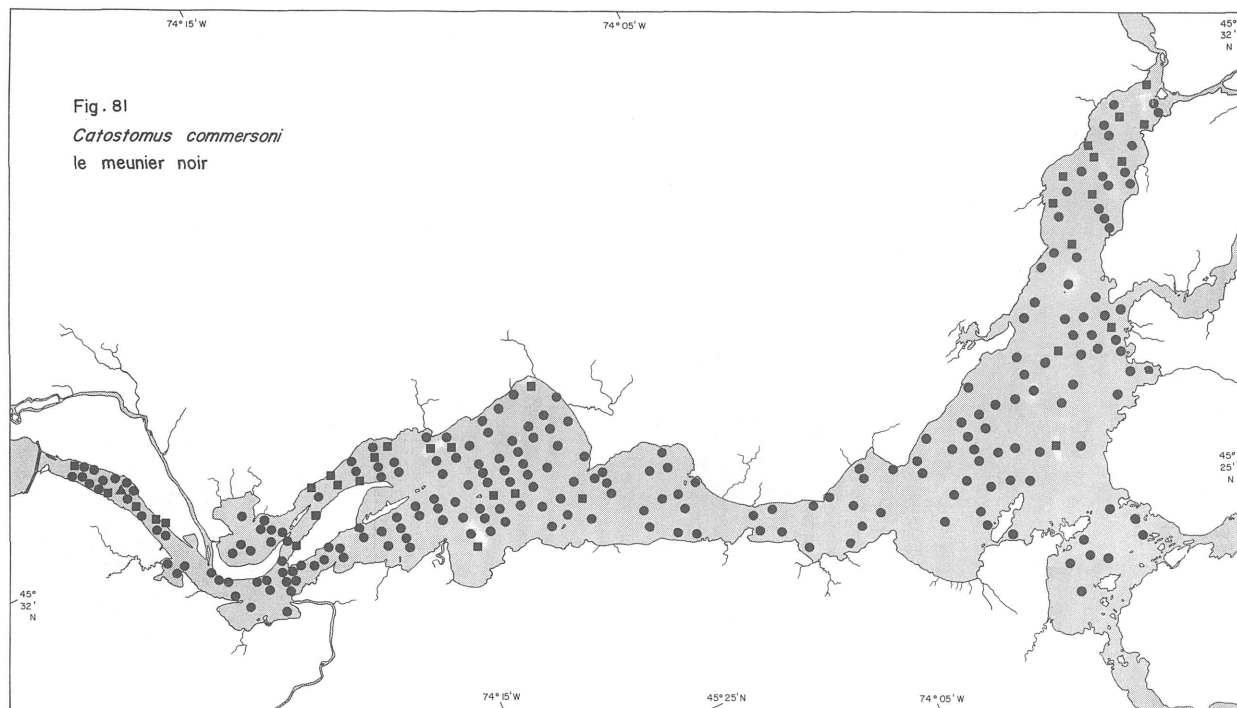 74° 15' W
74° 05' W
45°
32'
N
Fig. 81
Catostomus commersoni
le meunier noir
45°
25'
N
45°
32'
N
74° 15' W
45° 25' N
74° 05' W